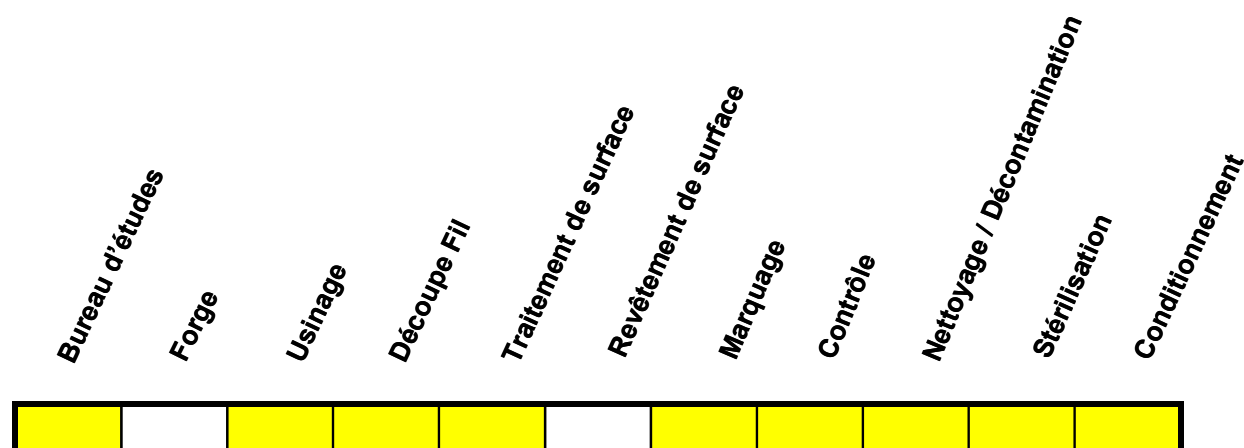 Bureau d’études
Forge
Usinage
Découpe Fil
Traitement de surface
Revêtement de surface
Marquage
Contrôle
Nettoyage / Décontamination
Stérilisation
Conditionnement